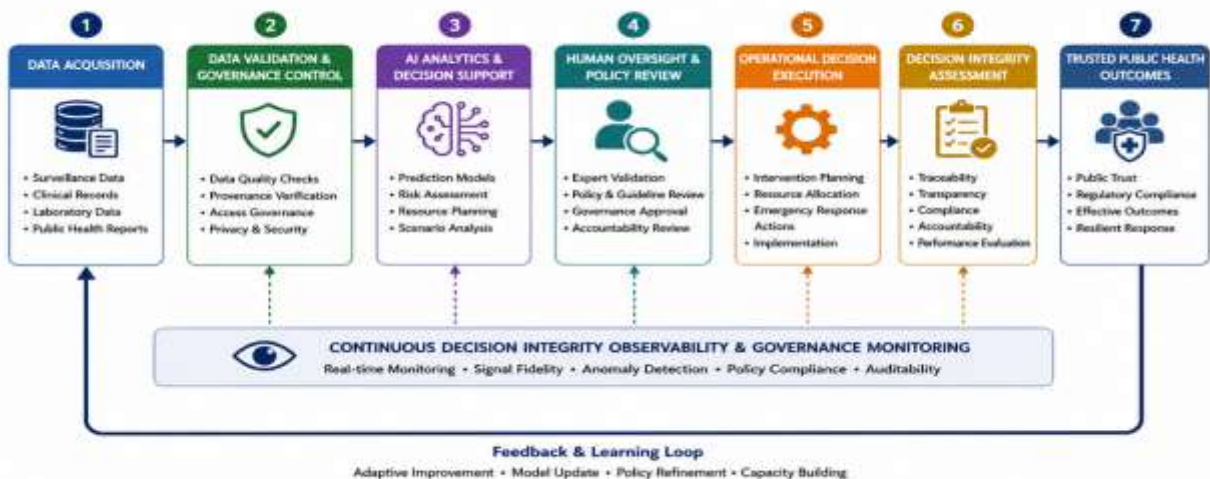 1
DATA ACQUISITION
• Surveillance Data
• Clinical Records
• Laboratory Data
• Public Health Reports
2
DATA VALIDATION &
GOVERNANCE CONTROL
• Data Quality Checks
• Provenance Verification
• Access Governance
• Privacy & Security
3
AI ANALYTICS &
DECISION SUPPORT
• Prediction Models
• Risk Assessment
• Resource Planning
• Scenario Analysis
4
HUMAN OVERSIGHT &
POLICY REVIEW
• Expert Validation
• Policy & Guideline Review
• Governance Approval
• Accountability Review
5
OPERATIONAL DECISION
EXECUTION
• Intervention Planning
• Resource Allocation
• Emergency Response
Actions
• Implementation
6
DECISION INTEGRITY
ASSESSMENT
• Traceability
• Transparency
• Compliance
• Accountability
• Performance Evaluation
7
TRUSTED PUBLIC HEALTH
OUTCOMES
• Public Trust
• Regulatory Compliance
• Effective Outcomes
• Resilient Response
CONTINUOUS DECISION INTEGRITY OBSERVABILITY & GOVERNANCE MONITORING
Real-time Monitoring • Signal Fidelity • Anomaly Detection • Policy Compliance • Auditability
Feedback & Learning Loop
Adaptive Improvement • Model Update • Policy Refinement • Capacity Building